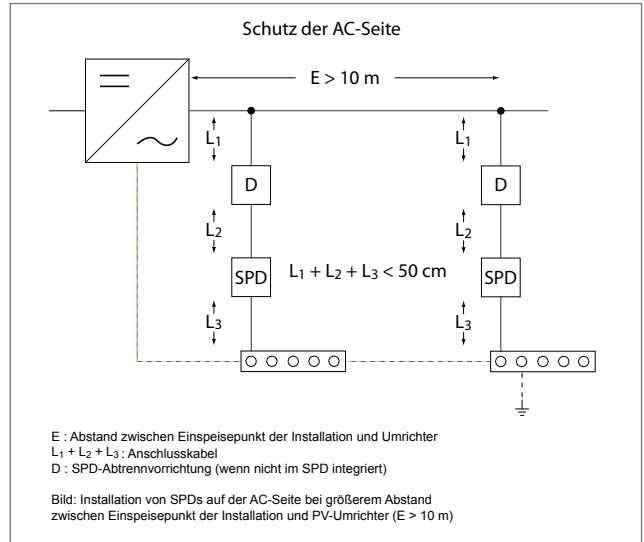 Schutz der AC-Seite
E > 10 m
L₁
L₁
D
D
L₂
L₂
SPD
L₁ + L₂ + L₃ < 50 cm
SPD
L₃
L₃
E : Abstand zwischen Einspeisepunkt der Installation und Umrichter
L₁ + L₂ + L₃ : Anschlusskabel
D : SPD-Abtrennvorrichtung (wenn nicht im SPD integriert)
Bild: Installation von SPDs auf der AC-Seite bei größerem Abstand
zwischen Einspeisepunkt der Installation und PV-Umrichter (E > 10 m)